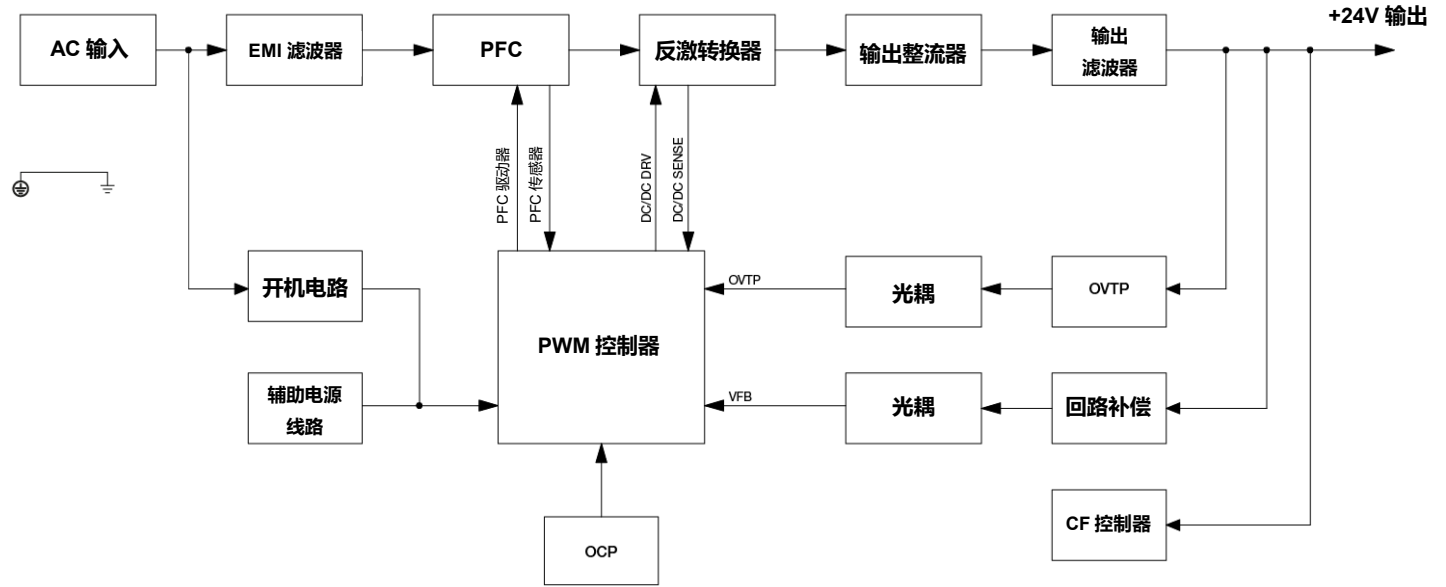 +24V 输出
AC 输入
EMI 滤波器
PFC
反激转换器
输出整流器
输出
滤波器
PFC 驱动器
PFC 传感器
DC/DC DRV
DC/DC SENSE
开机电路
PWM 控制器
OVTP
光耦
OVTP
辅助电源
线路
VFB
光耦
回路补偿
OCP
CF 控制器